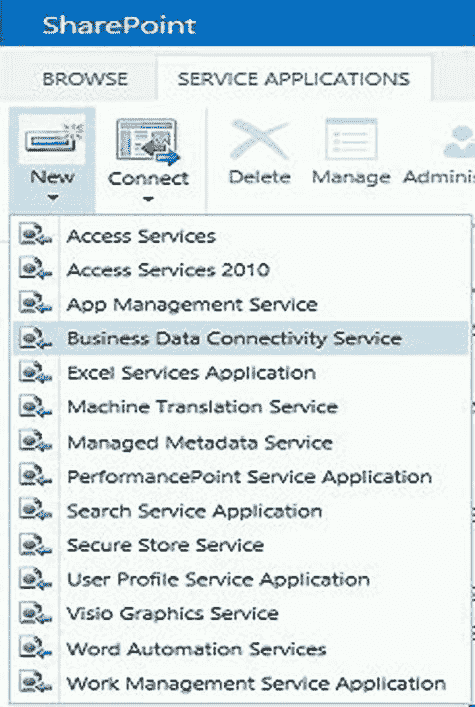 SharePoint
BROWSE SERVICE APPLICATIONS
New Connect Delete Manage
Access Services
Access Services 2010
App Management Service
Business Data Connectivity Service
Excel Services Application
Machine Translation Service
Managed Metadata Service
PerformancePoint Service Application
Search Service Application
Secure Store Service
User Profile Service Application
Visio Graphics Service
Word Automation Services
Work Management Service Application